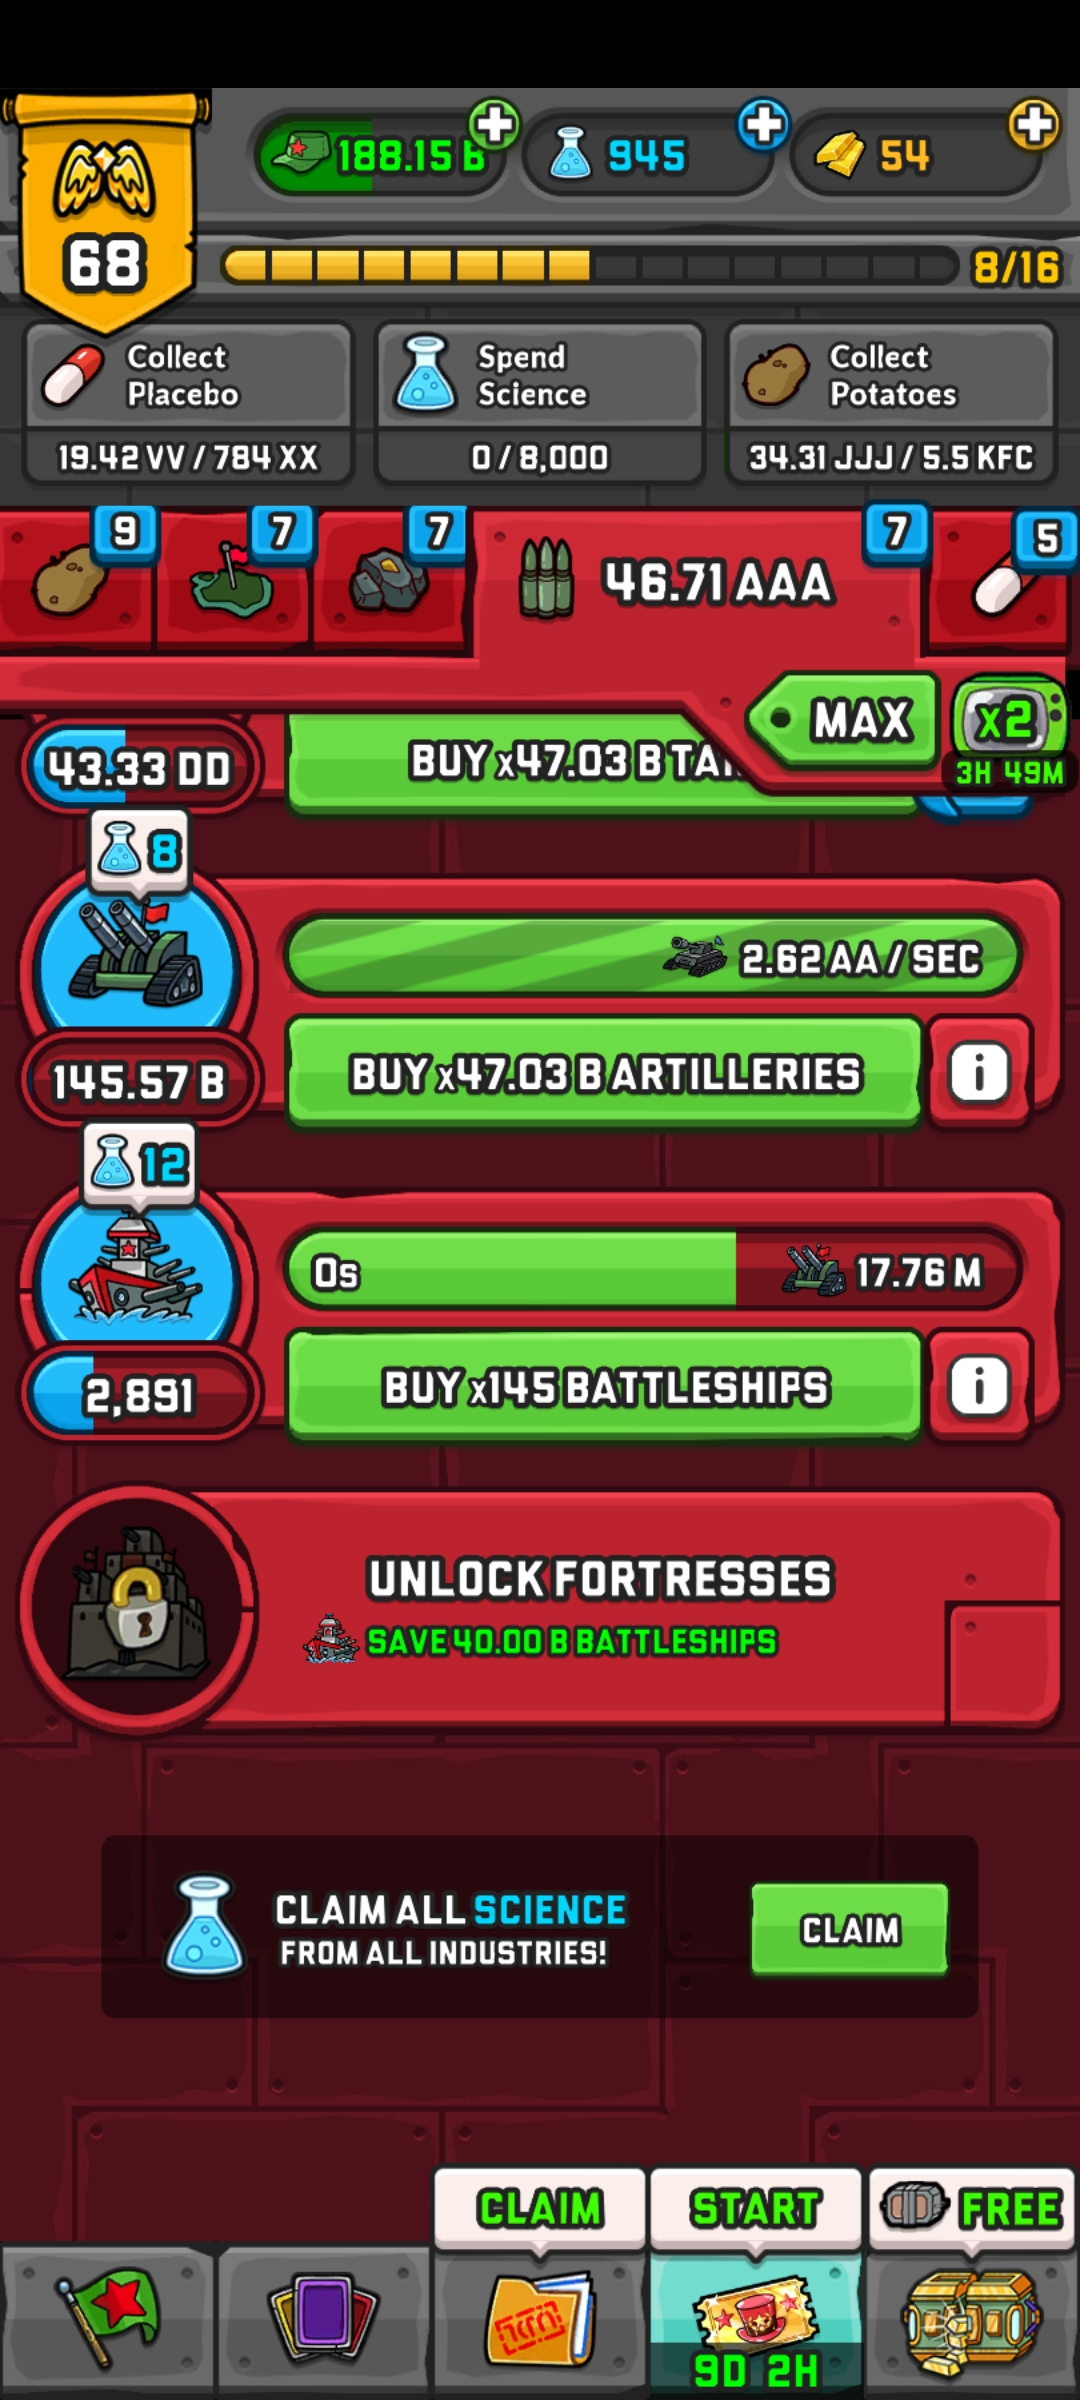 188.15 B
945
54
68
8/16
Collect
Placebo
19.42 VV / 784 XX
Spend
Science
0 / 8,000
Collect
Potatoes
34.31 JJJ / 5.5 KFC
9
7
7
46.71 AAA
7
5
MAX
x2
3H 49M
43.33 DD
BUY x47.03 B TAN
8
2.62 AA / SEC
145.57 B
BUY x47.03 B ARTILLERIES
i
12
0s
17.76 M
2,891
BUY x145 BATTLESHIPS
i
UNLOCK FORTRESSES
SAVE 40.00 B BATTLESHIPS
CLAIM ALL SCIENCE
FROM ALL INDUSTRIES!
CLAIM
CLAIM
START
FREE
9D 2H